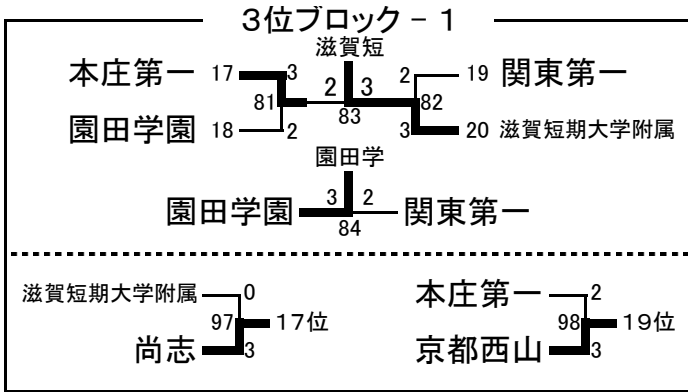 3位ブロック - 1
滋賀短
本庄第一 17 3 2 3 2 19 関東第一
81 83 82
園田学園 18 2 3 20 滋賀短期大学附属
園田学
園田学園 3 2 関東第一
84
滋賀短期大学附属 0 本庄第一 2
97 17位 98 19位
尚志 3 京都西山 3